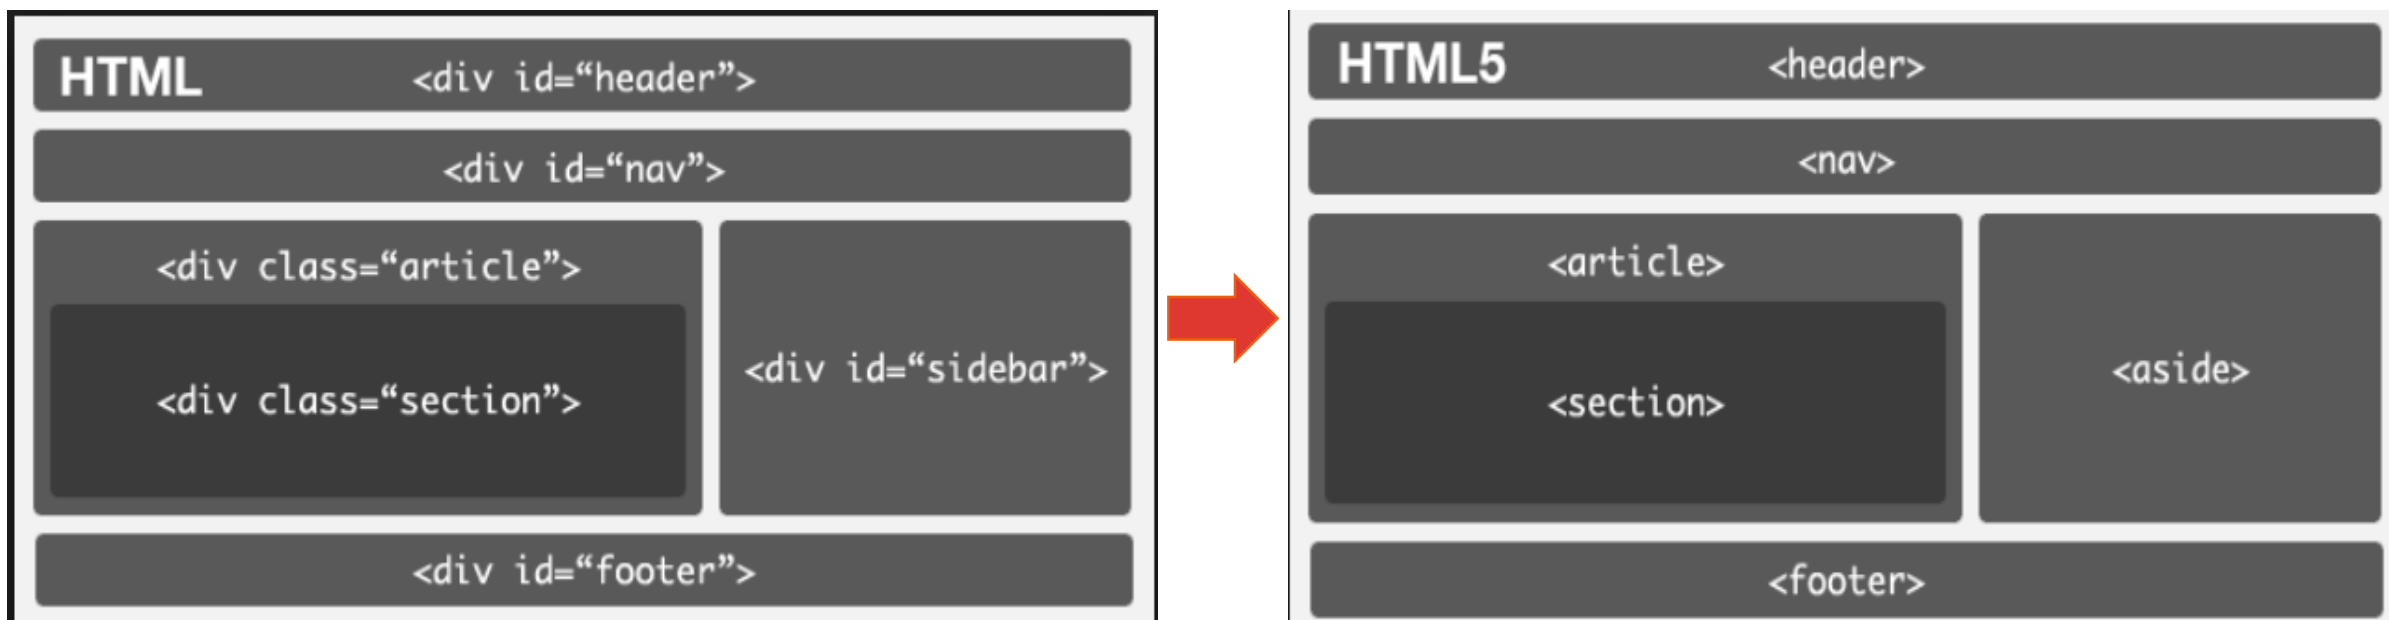 HTML <div id=“header”>
<div id=“nav”>
<div class=“article”>
<div class=“section”>
<div id=“sidebar”>
<div id=“footer”>
HTML5 <header>
<nav>
<article>
<section>
<aside>
<footer>